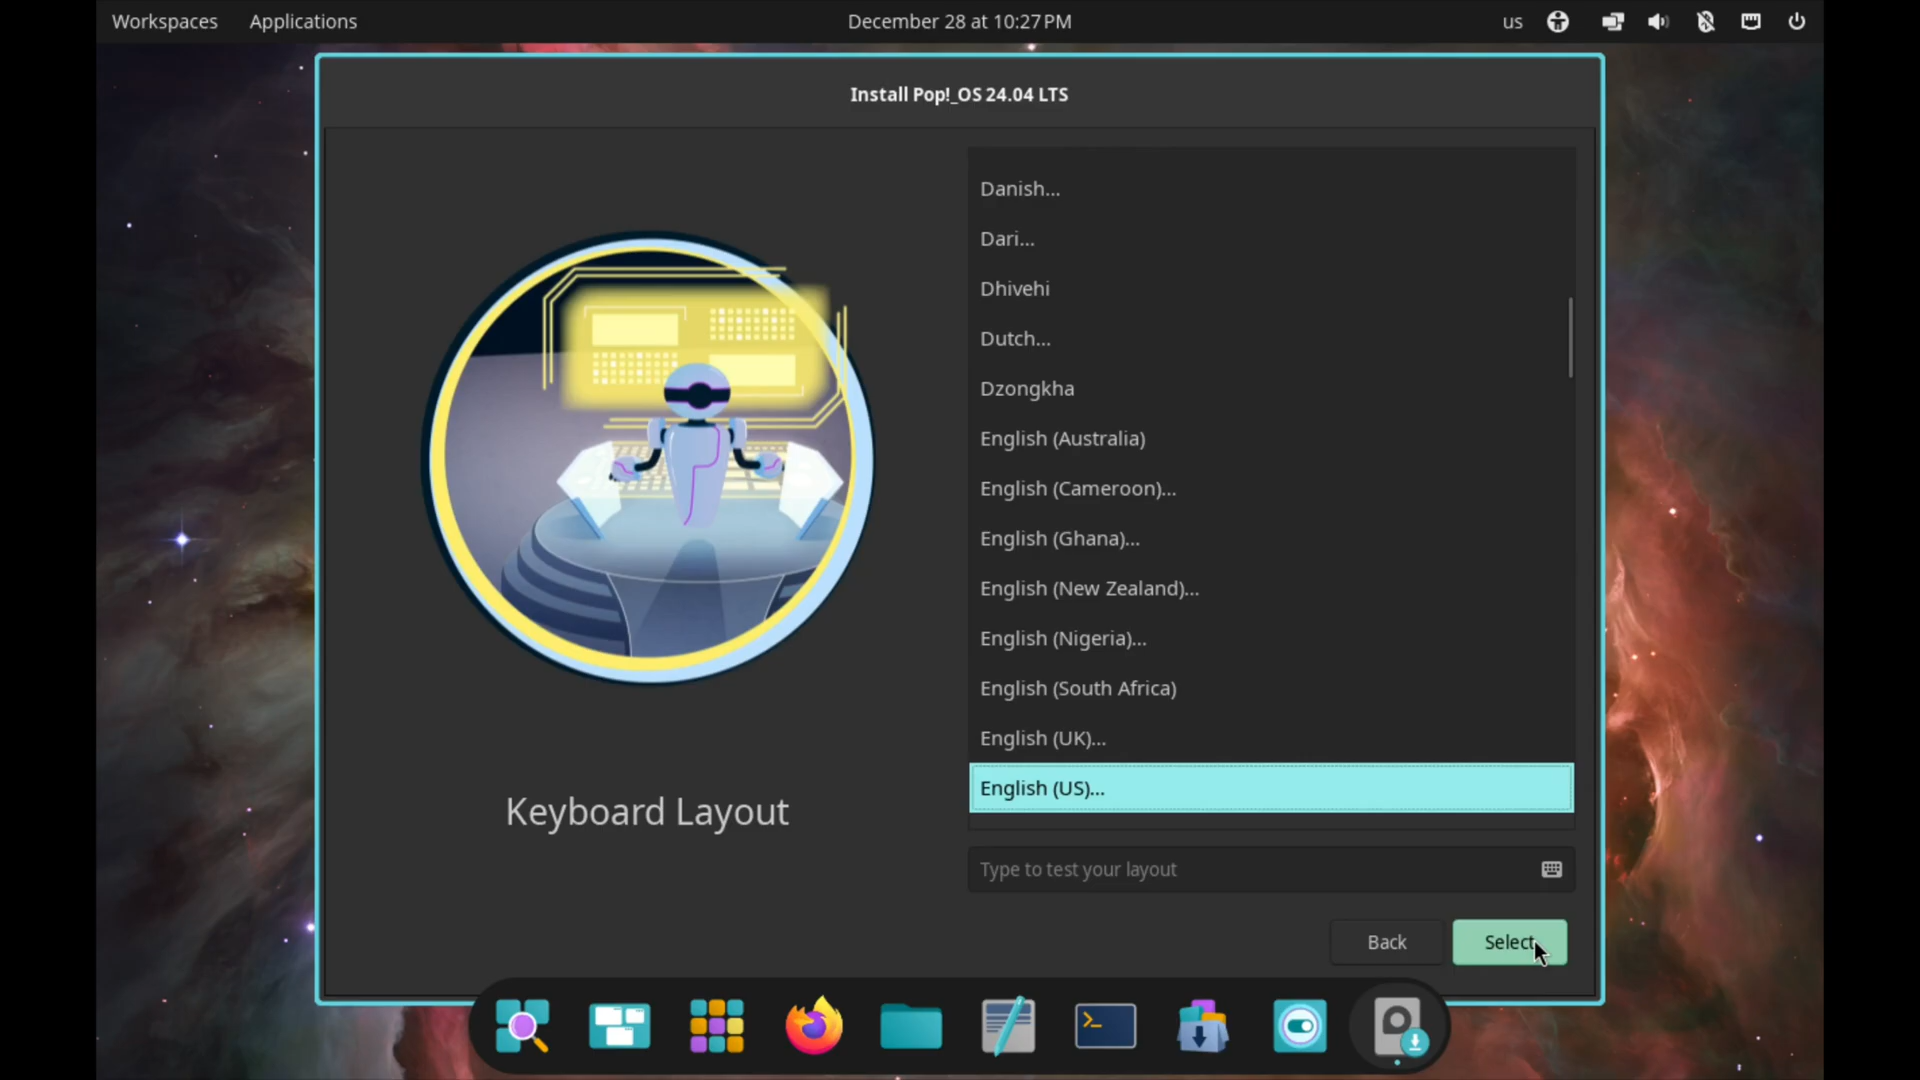 Workspaces Applications December 28 at 10:27 PM us
Install Pop!_OS 24.04 LTS
Danish...
Dari...
Dhivehi
Dutch...
Dzongkha
English (Australia)
English (Cameroon)...
English (Ghana)...
English (New Zealand)...
English (Nigeria)...
English (South Africa)
English (UK)...
English (US)...
Keyboard Layout
Type to test your layout
Back Select